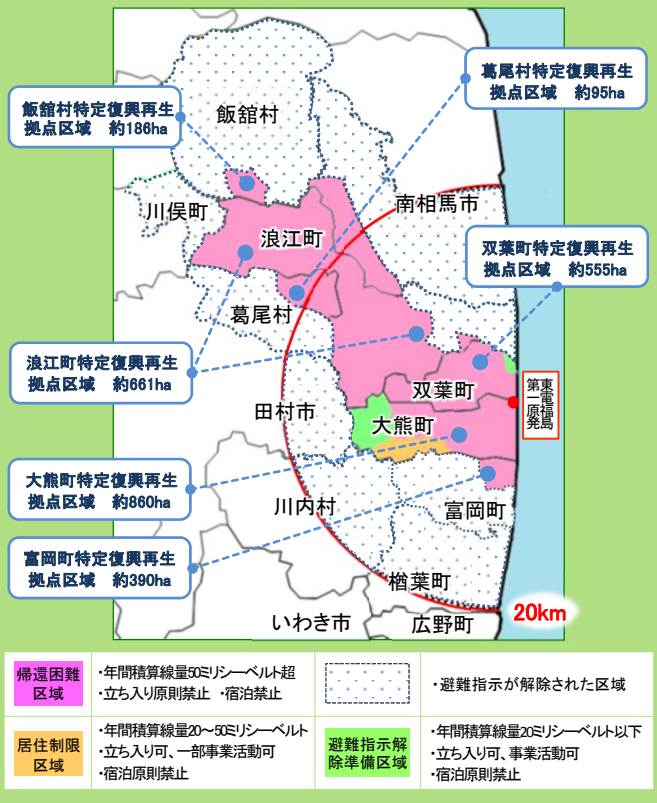 葛尾村特定復興再生
拠点区域　約95ha
飯舘村特定復興再生
拠点区域　約186ha
飯舘村
川俣町
南相馬市
浪江町
双葉町特定復興再生
拠点区域　約555ha
葛尾村
浪江町特定復興再生
拠点区域　約661ha
双葉町
東電福島
第一原発
田村市
大熊町
大熊町特定復興再生
拠点区域　約860ha
川内村
富岡町
富岡町特定復興再生
拠点区域　約390ha
楢葉町
20km
いわき市
広野町
帰還困難
区域
・年間積算線量50ミリシーベルト超
・立ち入り原則禁止　・宿泊禁止
・避難指示が解除された区域
居住制限
区域
・年間積算線量20～50ミリシーベルト
・立ち入り可、一部事業活動可
・宿泊原則禁止
避難指示解
除準備区域
・年間積算線量20ミリシーベルト以下
・立ち入り可、事業活動可
・宿泊原則禁止